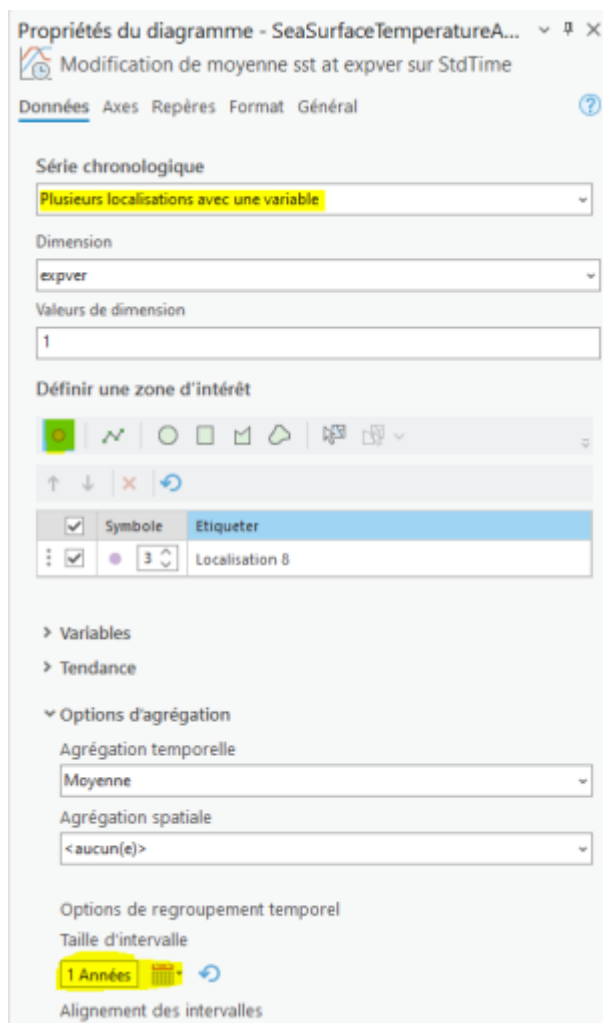 Propriétés du diagramme - SeaSurfaceTemperatureA...
Modification de moyenne sst at expver sur StdTime
Données Axes Repères Format Général
Série chronologique
Plusieurs localisations avec une variable
Dimension
expver
Valeurs de dimension
1
Définir une zone d'intérêt
Symbole Etiqueter
3 Localisation 8
Variables
Tendance
Options d'agrégation
Agrégation temporelle
Moyenne
Agrégation spatiale
<aucun(e)>
Options de regroupement temporel
Taille d'intervalle
1 Années
Alignement des intervalles